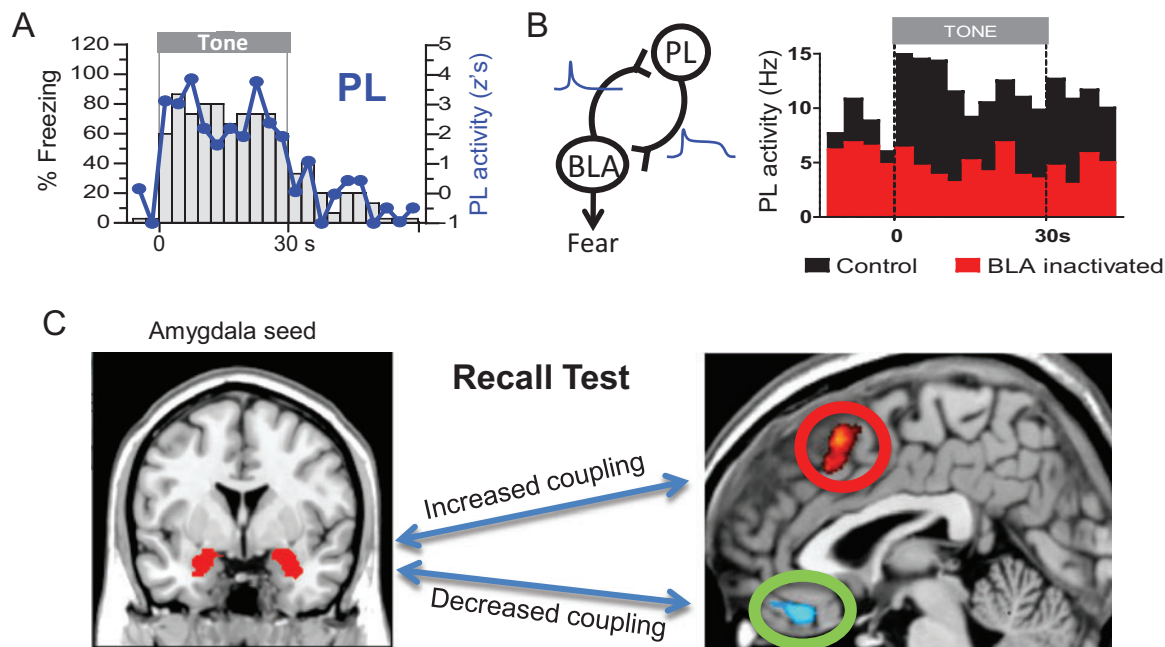 A
Tone
120
100
80
60
40
20
0
% Freezing
PL
5
4
3
2
1
0
-1
PL activity (z's)
0
30 s
B
PL
BLA
Fear
TONE
15
10
5
0
PL activity (Hz)
0
30s
Control
BLA inactivated
C
Amygdala seed
Recall Test
Increased coupling
Decreased coupling